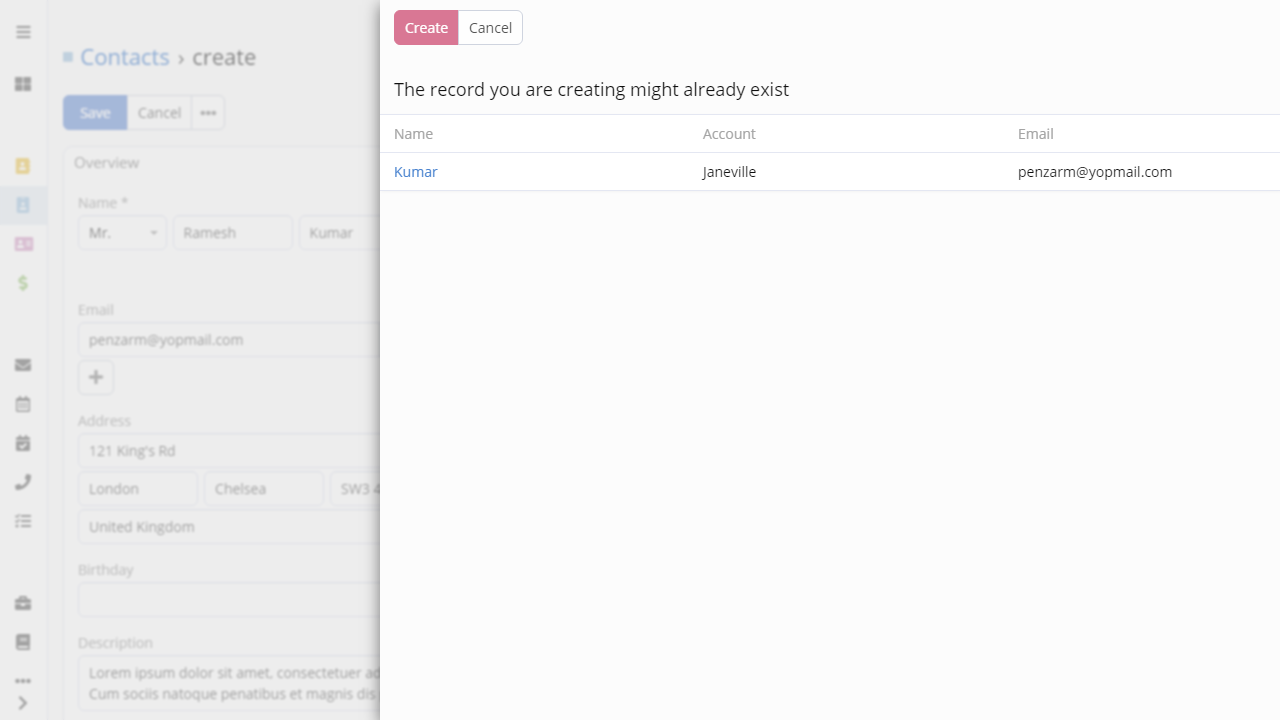 Contacts › create
Save Cancel •••
Overview
Name *
Mr. Ramesh Kumar
Email
penzarm@yopmail.com
Address
121 King's Rd
London Chelsea SW3 4
United Kingdom
Birthday
Description
Lorem ipsum dolor sit amet, consectetuer ad
Cum sociis natoque penatibus et magnis dis
Create Cancel
The record you are creating might already exist
Name Account Email
Kumar Janeville penzarm@yopmail.com